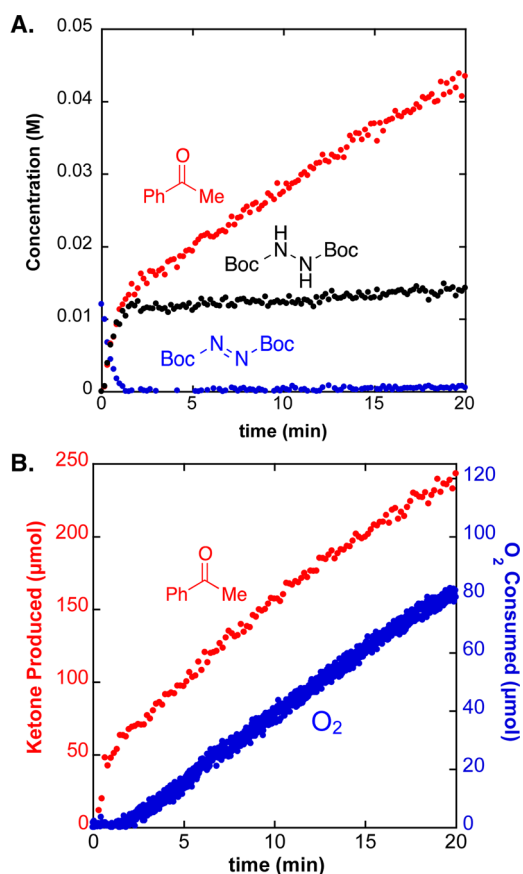 A.
0.05
0.04
0.03
0.02
0.01
0
Concentration (M)
O
Ph
Me
H
N
Boc
Boc
N
H
Boc
N
N
Boc
0
5
10
15
20
time (min)
B.
250
200
150
100
50
0
Ketone Produced (μmol)
O
Ph
Me
O2
120
100
80
60
40
20
0
O2 Consumed (μmol)
0
5
10
15
20
time (min)